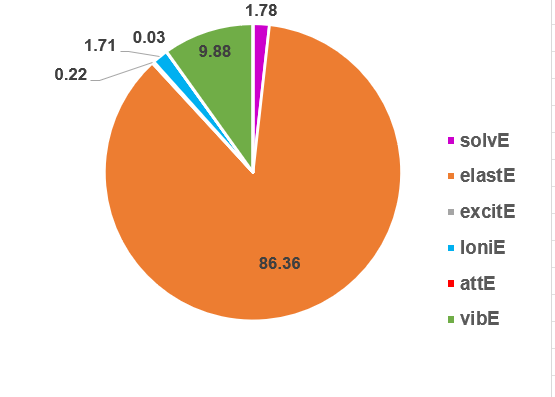 1.78
0.03
1.71
9.88
0.22
86.36
solvE
elastE
excitE
IoniE
attE
vibE